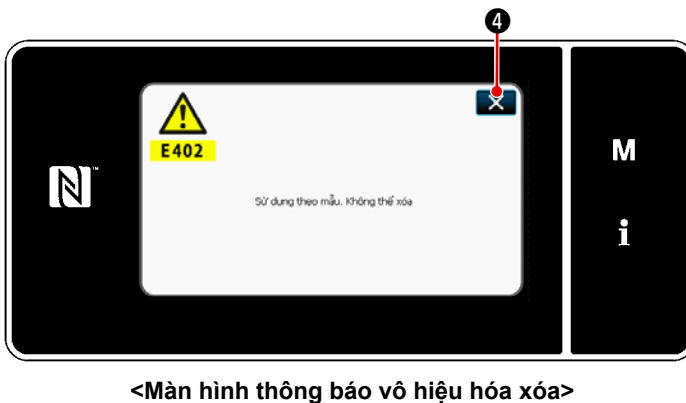 ❹
E402
Sử dụng theo mẫu. Không thể xóa
M
i
<Màn hình thông báo vô hiệu hóa xóa>